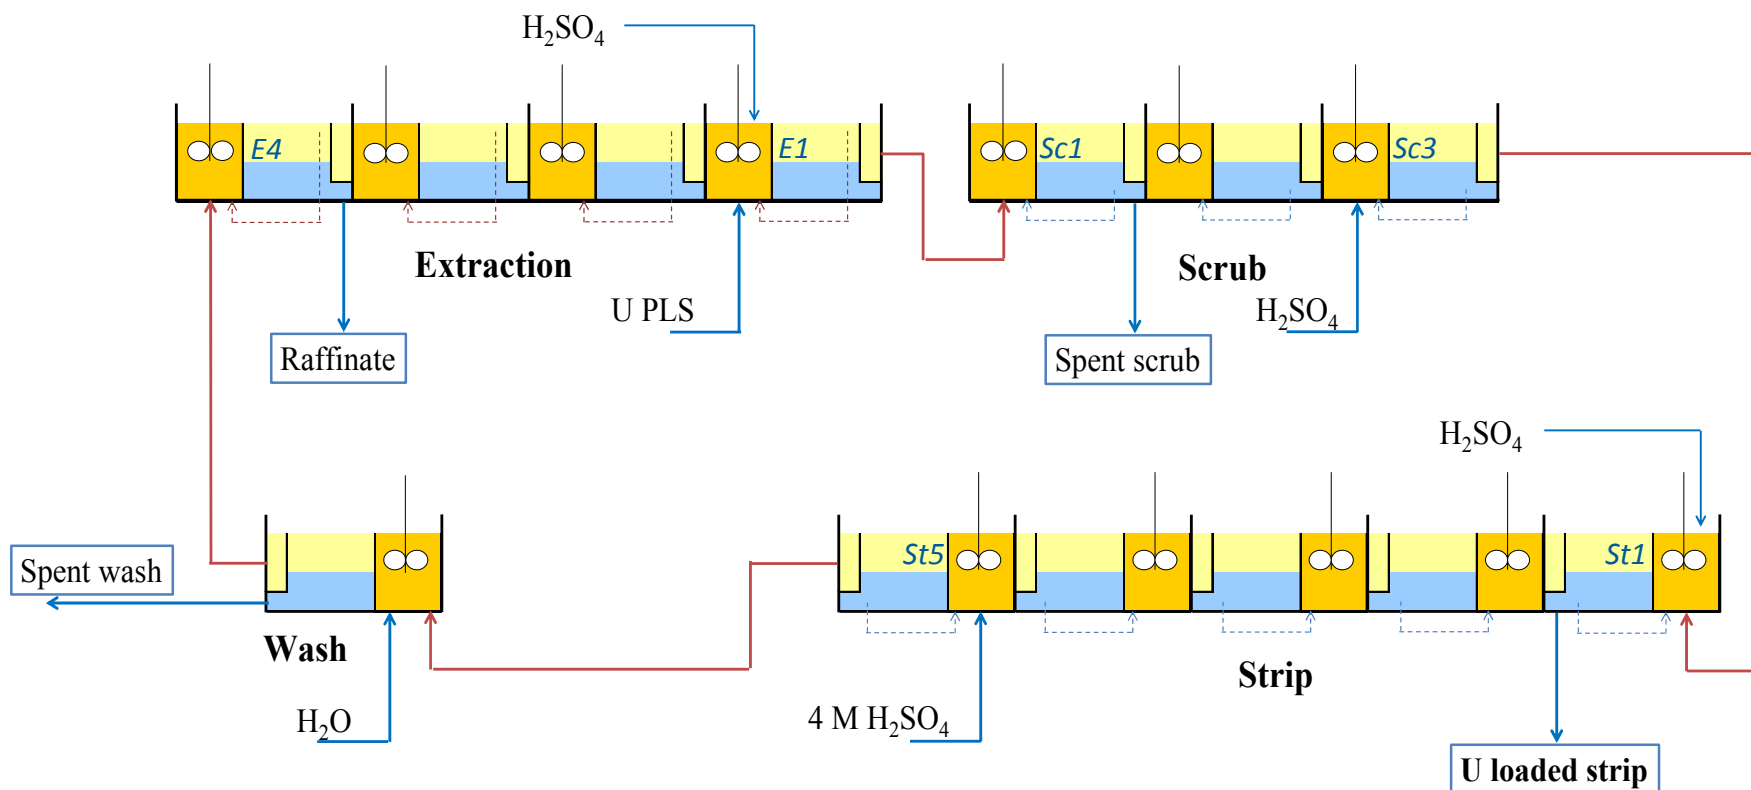 H₂SO₄
E4
E1
Sc1
Sc3
Extraction
Scrub
U PLS
H₂SO₄
Raffinate
Spent scrub
H₂SO₄
St5
St1
Spent wash
Wash
Strip
H₂O
4 M H₂SO₄
U loaded strip